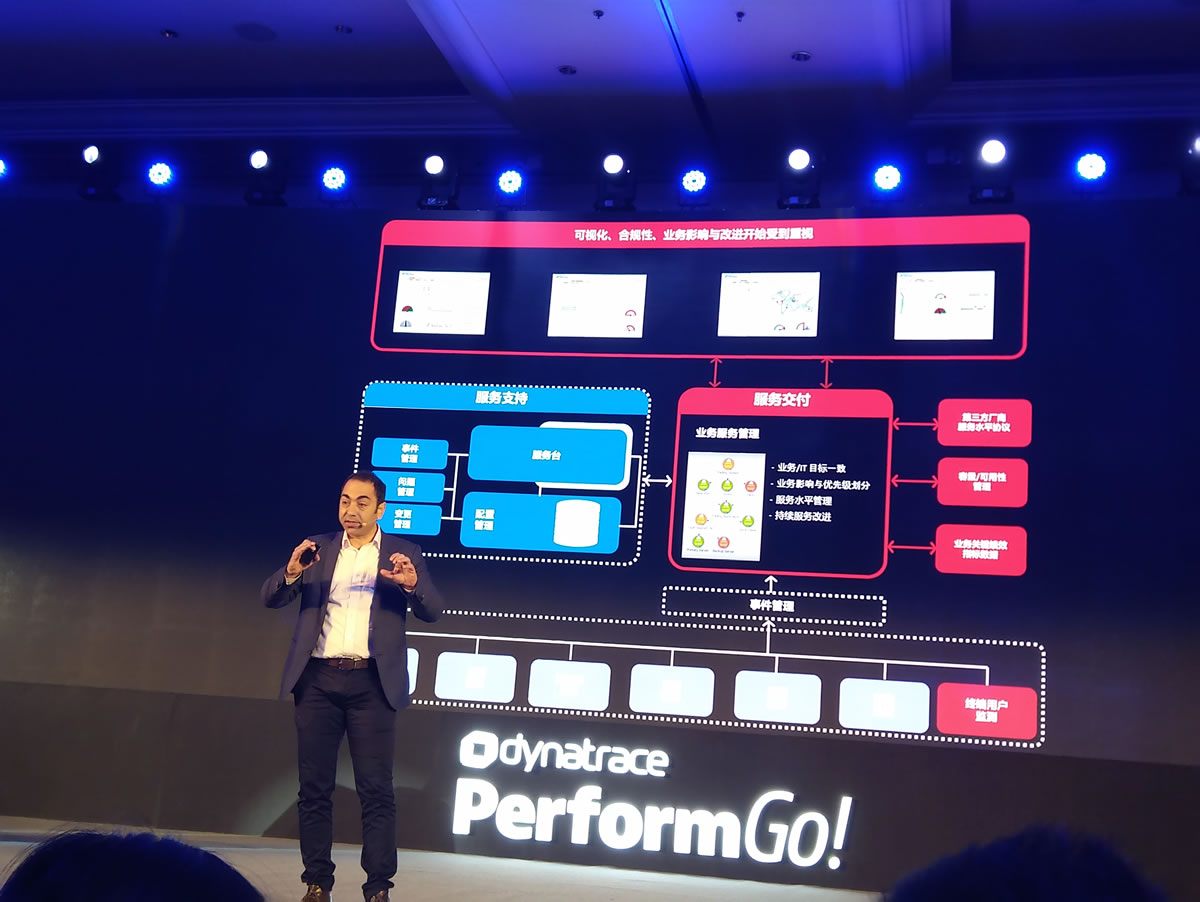 可视化、合规性、业务影响与改进开始受到重视
服务支持
事件
管理
问题
管理
变更
管理
服务台
配置
管理
服务交付
业务服务管理
- 业务/IT 目标一致
- 业务影响与优先级划分
- 服务水平管理
- 持续服务改进
第三方厂商
服务水平协议
容量/可用性
管理
业务关键绩效
指标数据
事件管理
终端用户
监测
dynatrace
PerformGo!